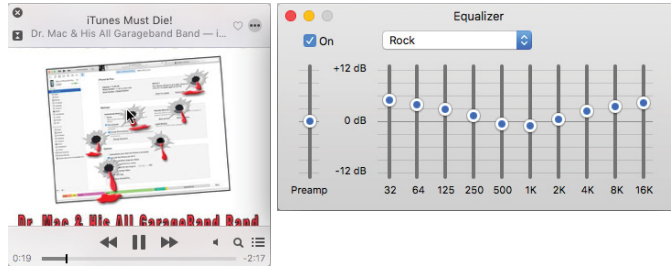 iTunes Must Die!
Dr. Mac & His All Garageband Band — i...
Dr. Mac & His All GarageBand Band
0:19
-2:17
Equalizer
On
Rock
+12 dB
0 dB
-12 dB
Preamp 32 64 125 250 500 1K 2K 4K 8K 16K